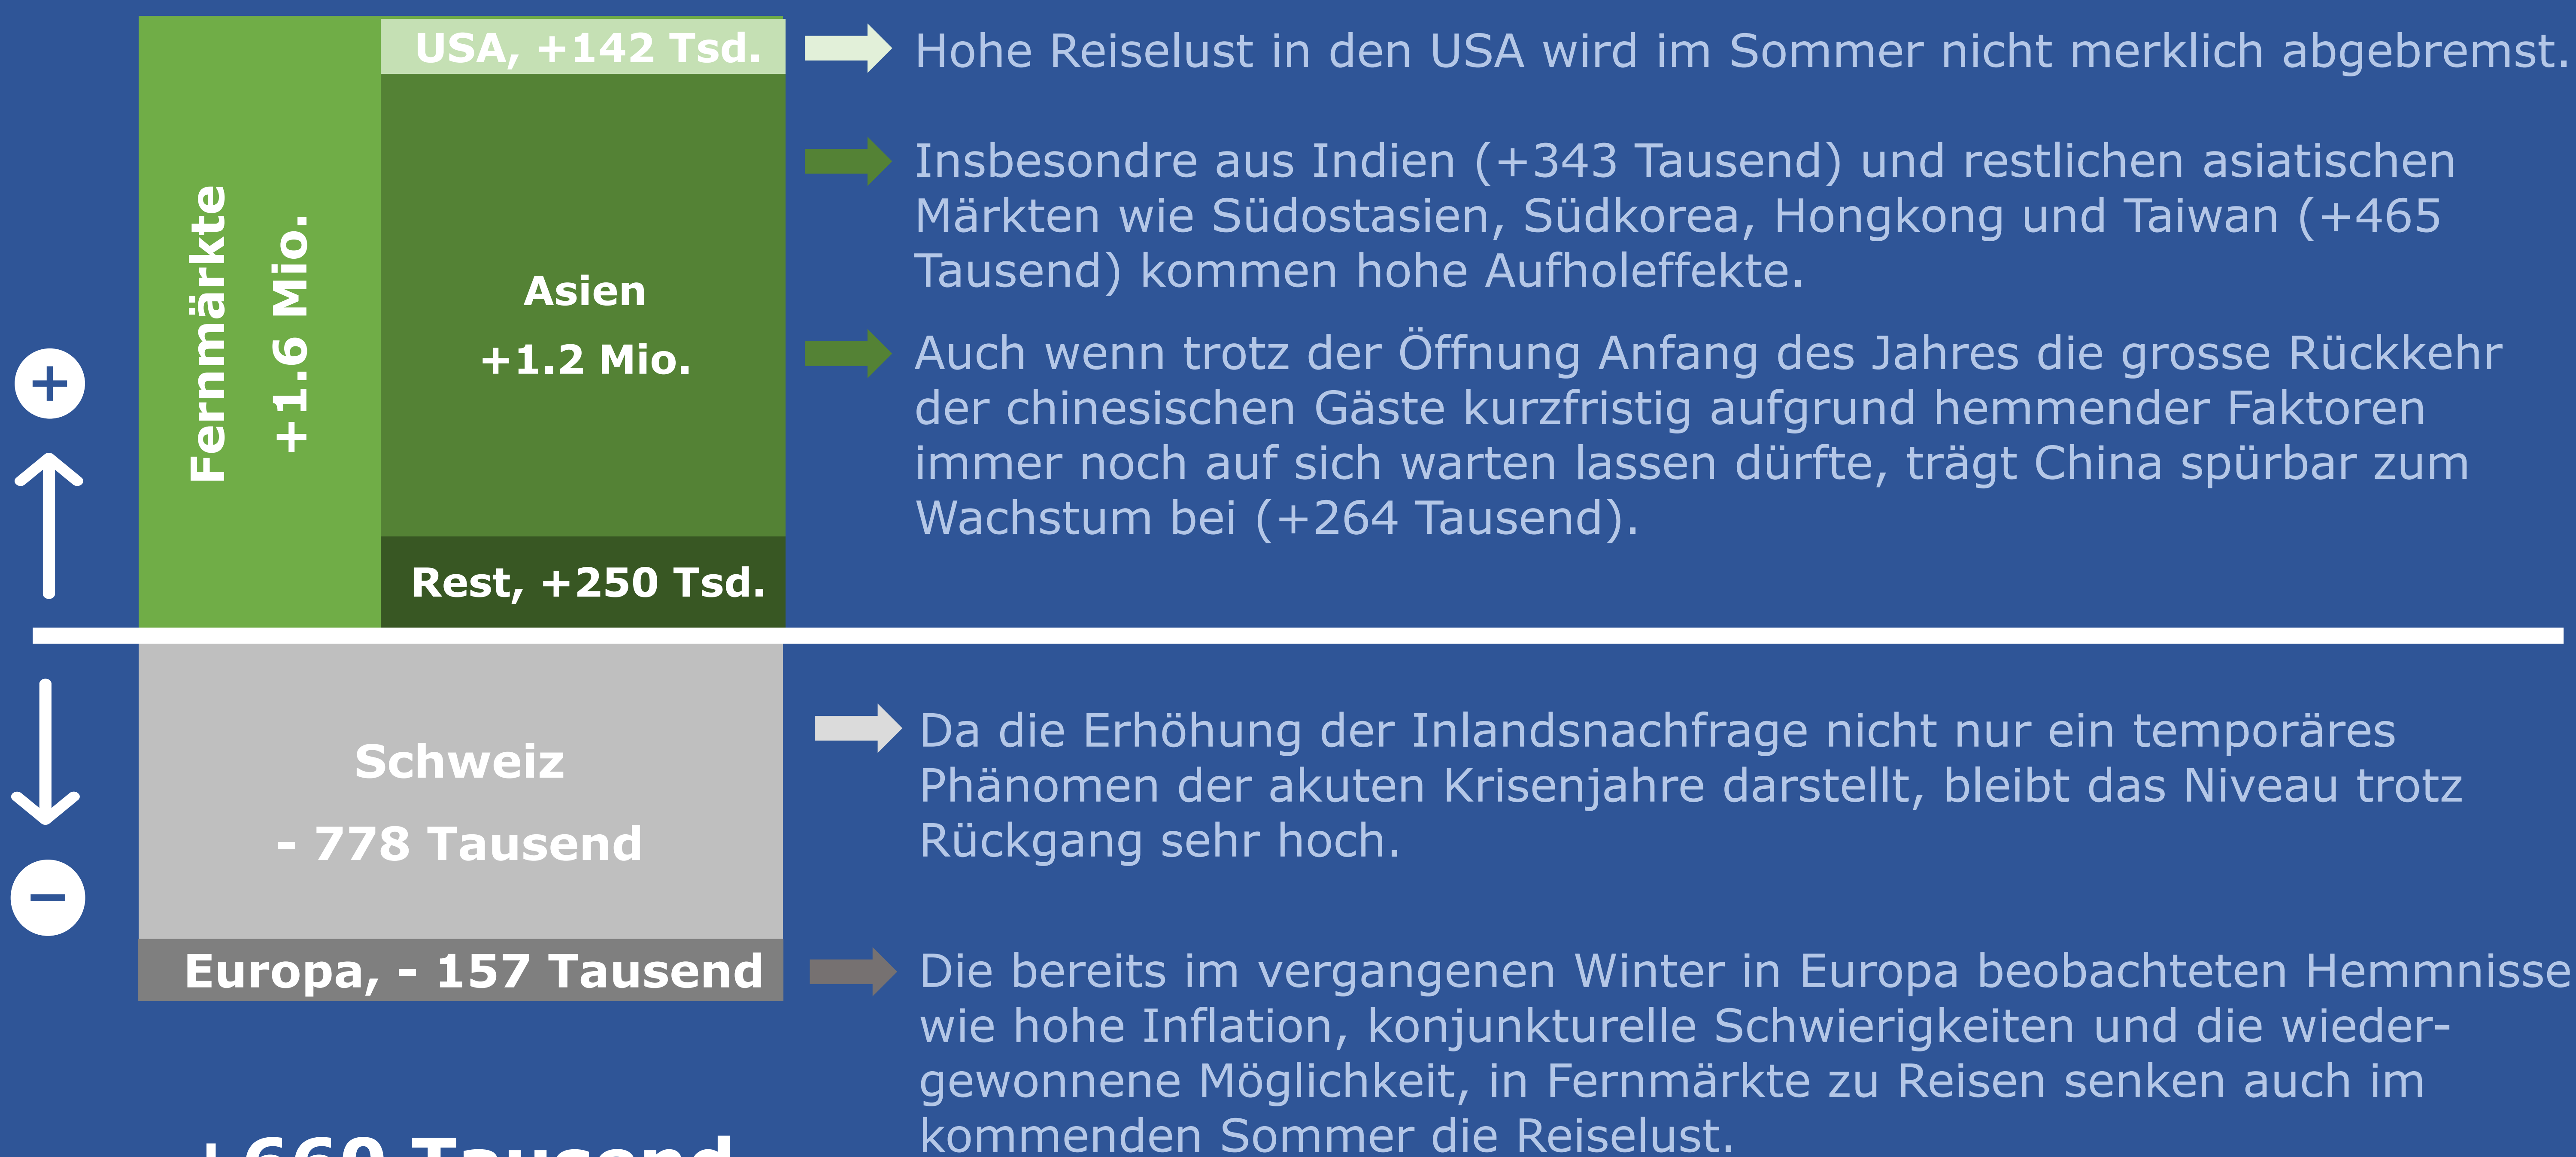 USA, +142 Tsd.
Hohe Reiselust in den USA wird im Sommer nicht merklich abgebremst.
Fernmärkte
+1.6 Mio.
Asien
+1.2 Mio.
Rest, +250 Tsd.
Insbesondre aus Indien (+343 Tausend) und restlichen asiatischen
Märkten wie Südostasien, Südkorea, Hongkong und Taiwan (+465
Tausend) kommen hohe Aufholeffekte.
Auch wenn trotz der Öffnung Anfang des Jahres die grosse Rückkehr
der chinesischen Gäste kurzfristig aufgrund hemmender Faktoren
immer noch auf sich warten lassen dürfte, trägt China spürbar zum
Wachstum bei (+264 Tausend).
+
−
Schweiz
- 778 Tausend
Da die Erhöhung der Inlandsnachfrage nicht nur ein temporäres
Phänomen der akuten Krisenjahre darstellt, bleibt das Niveau trotz
Rückgang sehr hoch.
Europa, - 157 Tausend
Die bereits im vergangenen Winter in Europa beobachteten Hemmnisse
wie hohe Inflation, konjunkturelle Schwierigkeiten und die wieder-
gewonnene Möglichkeit, in Fernmärkte zu Reisen senken auch im
kommenden Sommer die Reiselust.
+660 Tausend